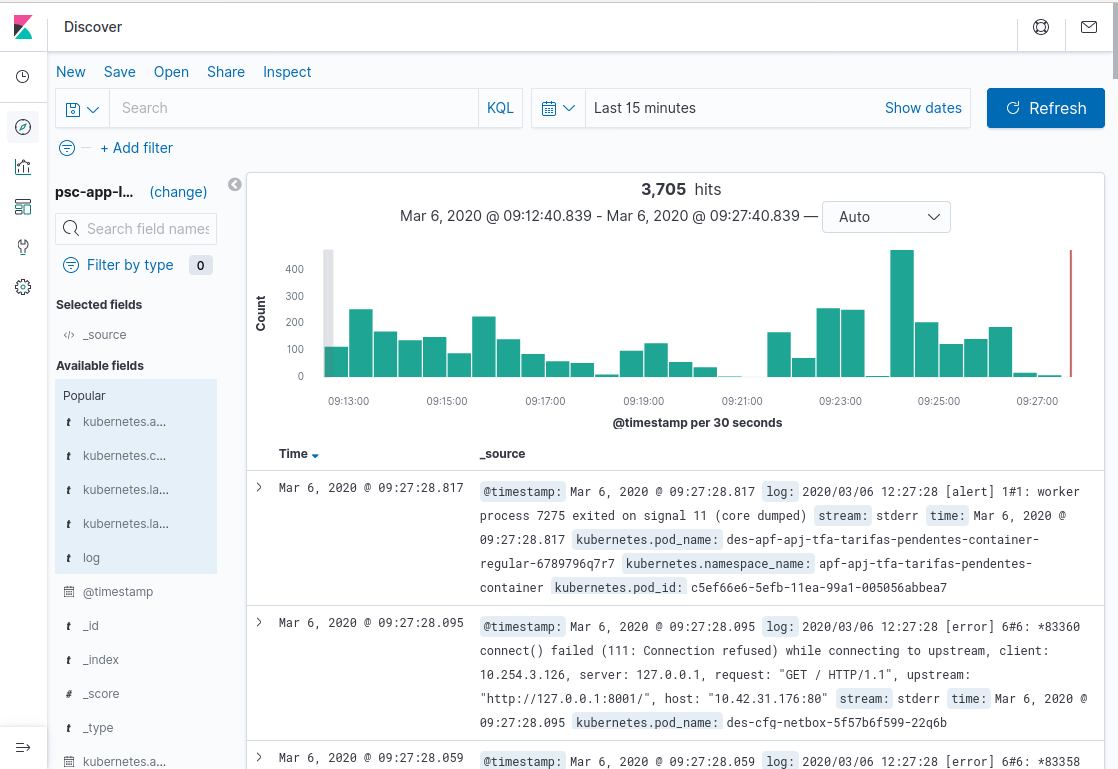 Discover
New Save Open Share Inspect
Search KQL Last 15 minutes Show dates Refresh
+ Add filter
psc-app-l... (change)
Search field names
Filter by type 0
Selected fields
</> _source
Available fields
Popular
t kubernetes.a...
t kubernetes.c...
t kubernetes.la...
t kubernetes.la...
t log
@timestamp
t _id
t _index
# _score
t _type
kubernetes.a...
3,705 hits
Mar 6, 2020 @ 09:12:40.839 - Mar 6, 2020 @ 09:27:40.839 — Auto
Count
400
300
200
100
0
09:13:00 09:15:00 09:17:00 09:19:00 09:21:00 09:23:00 09:25:00 09:27:00
@timestamp per 30 seconds
Time _source
Mar 6, 2020 @ 09:27:28.817 @timestamp: Mar 6, 2020 @ 09:27:28.817 log: 2020/03/06 12:27:28 [alert] 1#1: worker
process 7275 exited on signal 11 (core dumped) stream: stderr time: Mar 6, 2020 @
09:27:28.817 kubernetes.pod_name: des-apf-apj-tfa-tarifas-pendentes-container-
regular-6789796q7r7 kubernetes.namespace_name: apf-apj-tfa-tarifas-pendentes-
container kubernetes.pod_id: c5ef66e6-5efb-11ea-99a1-005056abbea7
Mar 6, 2020 @ 09:27:28.095 @timestamp: Mar 6, 2020 @ 09:27:28.095 log: 2020/03/06 12:27:28 [error] 6#6: *83360
connect() failed (111: Connection refused) while connecting to upstream, client:
10.254.3.126, server: 127.0.0.1, request: "GET / HTTP/1.1", upstream:
"http://127.0.0.1:8001/", host: "10.42.31.176:80" stream: stderr time: Mar 6, 2020 @
09:27:28.095 kubernetes.pod_name: des-cfg-netbox-5f57b6f599-22q6b
Mar 6, 2020 @ 09:27:28.059 @timestamp: Mar 6, 2020 @ 09:27:28.059 log: 2020/03/06 12:27:28 [error] 6#6: *83358